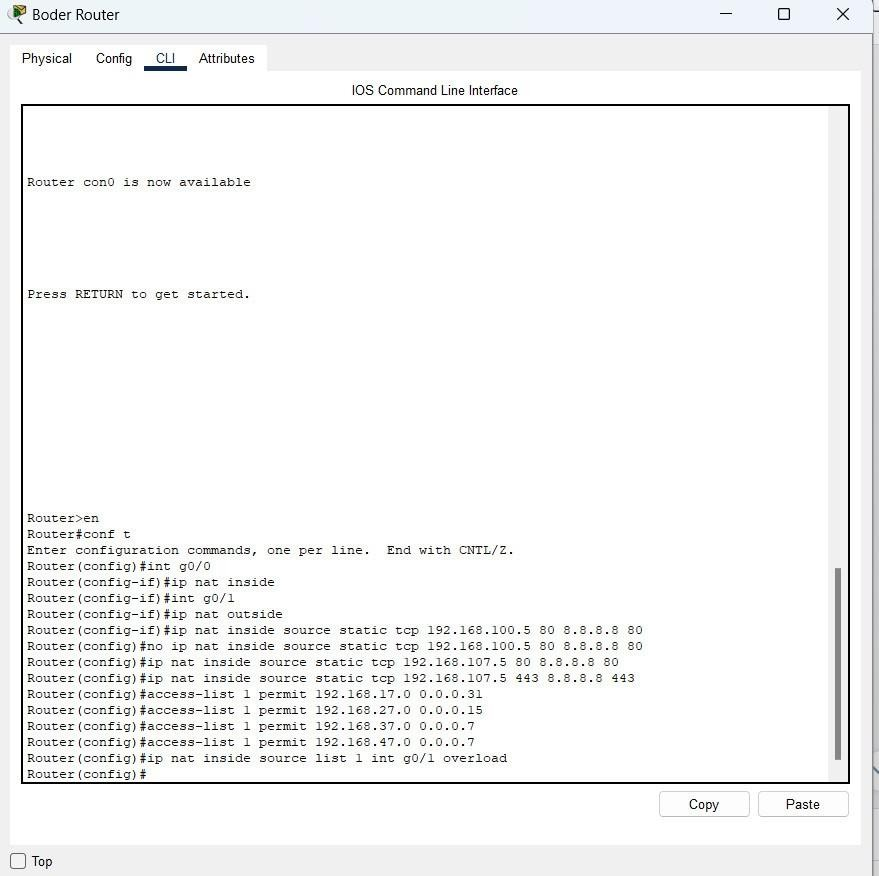 Boder Router
Physical Config CLI Attributes
IOS Command Line Interface
Router con0 is now available
Press RETURN to get started.
Router>en
Router#conf t
Enter configuration commands, one per line.  End with CNTL/Z.
Router(config)#int g0/0
Router(config-if)#ip nat inside
Router(config-if)#int g0/1
Router(config-if)#ip nat outside
Router(config-if)#ip nat inside source static tcp 192.168.100.5 80 8.8.8.8 80
Router(config)#no ip nat inside source static tcp 192.168.100.5 80 8.8.8.8 80
Router(config)#ip nat inside source static tcp 192.168.107.5 80 8.8.8.8 80
Router(config)#ip nat inside source static tcp 192.168.107.5 443 8.8.8.8 443
Router(config)#access-list 1 permit 192.168.17.0 0.0.0.31
Router(config)#access-list 1 permit 192.168.27.0 0.0.0.15
Router(config)#access-list 1 permit 192.168.37.0 0.0.0.7
Router(config)#access-list 1 permit 192.168.47.0 0.0.0.7
Router(config)#ip nat inside source list 1 int g0/1 overload
Router(config)#
Copy Paste
Top